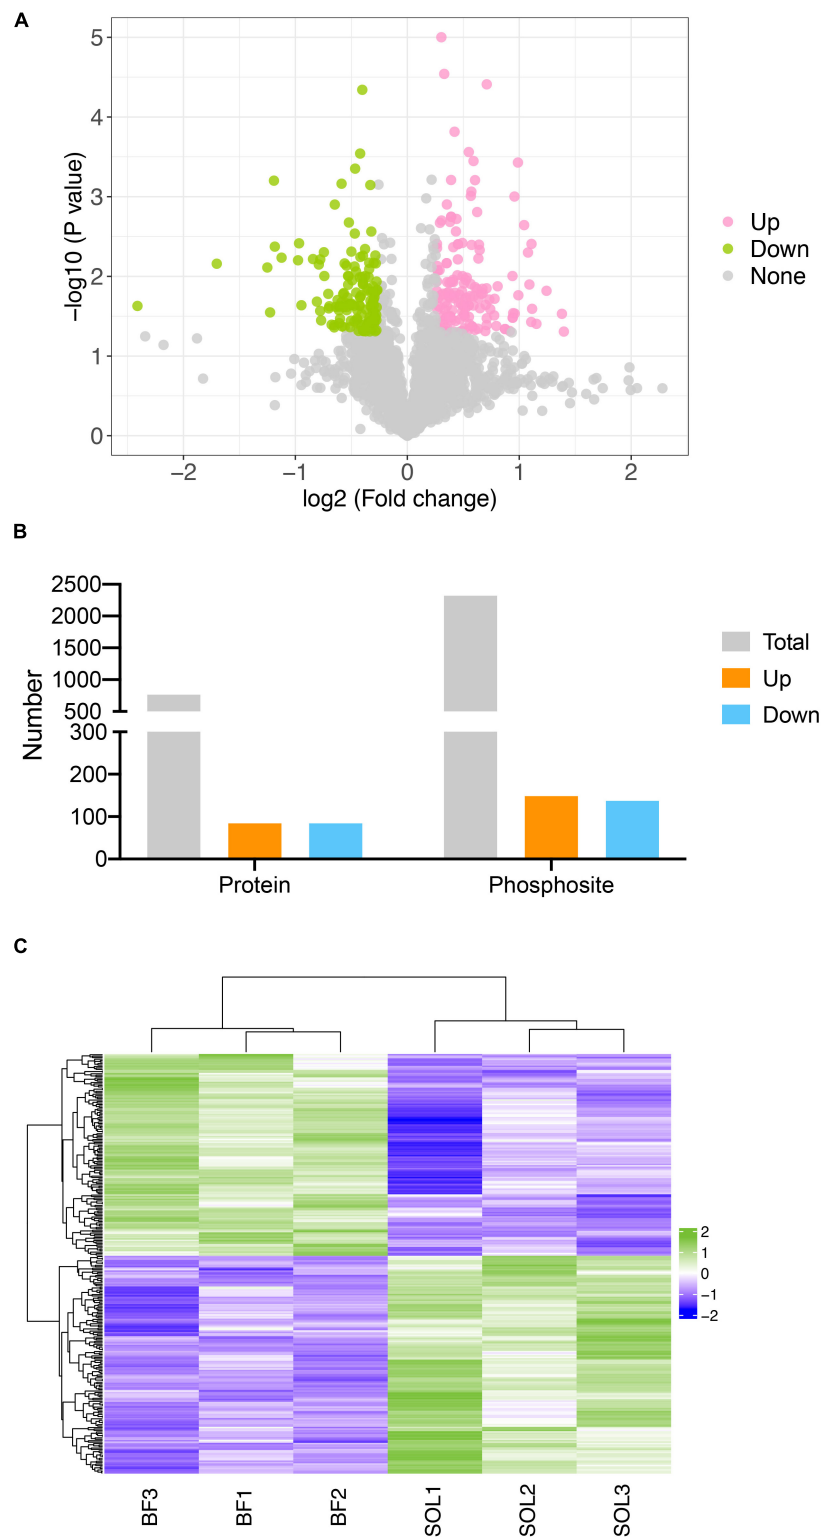 A
5
4
3
2
1
0
−log10 (P value)
−2 −1 0 1 2
log2 (Fold change)
Up
Down
None
B
2500
2000
1500
1000
500
300
200
100
0
Number
Protein Phosphosite
Total
Up
Down
C
2
1
0
−1
−2
BF3 BF1 BF2 SOL1 SOL2 SOL3